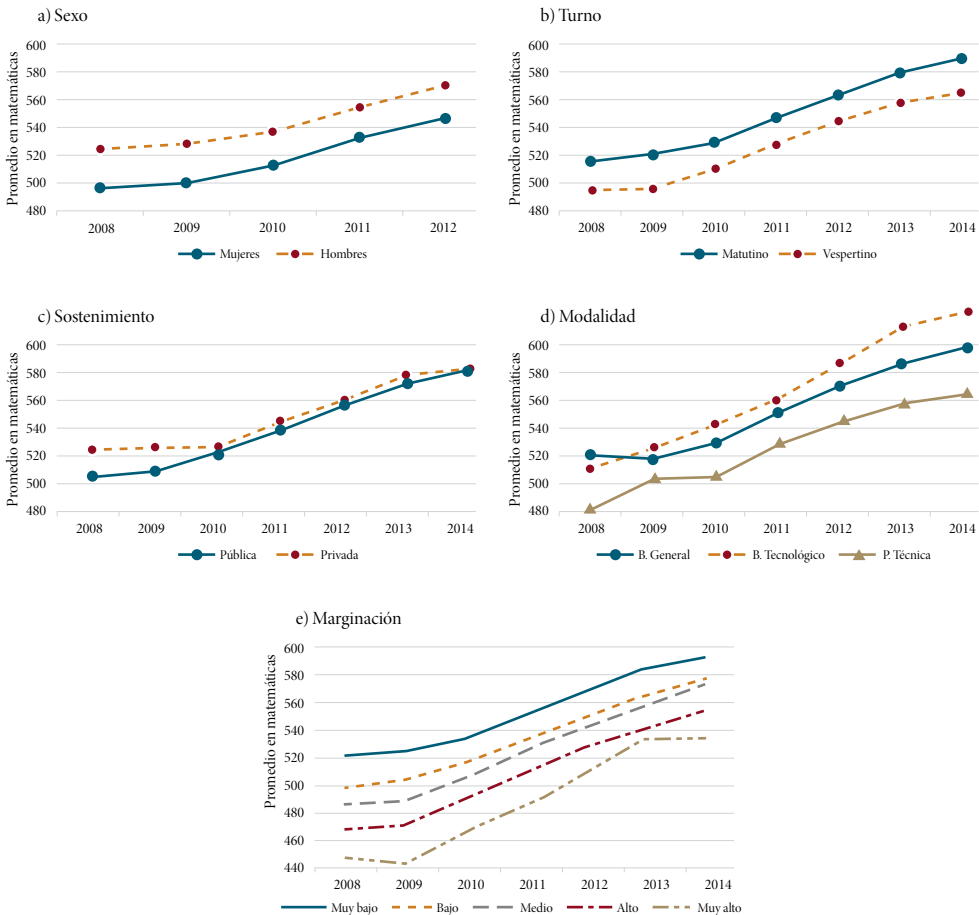 a) Sexo
Promedio en matemáticas
600
580
560
540
520
500
480
2008 2009 2010 2011 2012
Mujeres Hombres
b) Turno
Promedio en matemáticas
600
580
560
540
520
500
480
2008 2009 2010 2011 2012 2013 2014
Matutino Vespertino
c) Sostenimiento
Promedio en matemáticas
600
580
560
540
520
500
480
2008 2009 2010 2011 2012 2013 2014
Pública Privada
d) Modalidad
Promedio en matemáticas
600
580
560
540
520
500
480
2008 2009 2010 2011 2012 2013 2014
B. General B. Tecnológico P. Técnica
e) Marginación
Promedio en matemáticas
600
580
560
540
520
500
480
460
440
2008 2009 2010 2011 2012 2013 2014
Muy bajo Bajo Medio Alto Muy alto